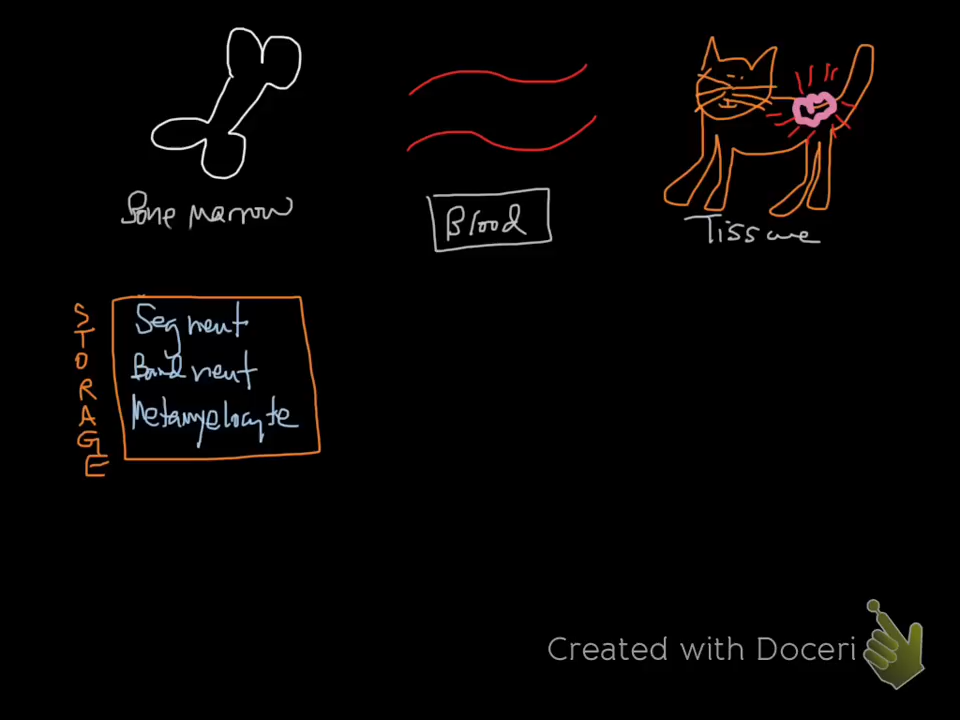 Bone marrow
Blood
Tissue
STORAGE
Segment
Band neut
Metamyelocyte
Created with Doceri